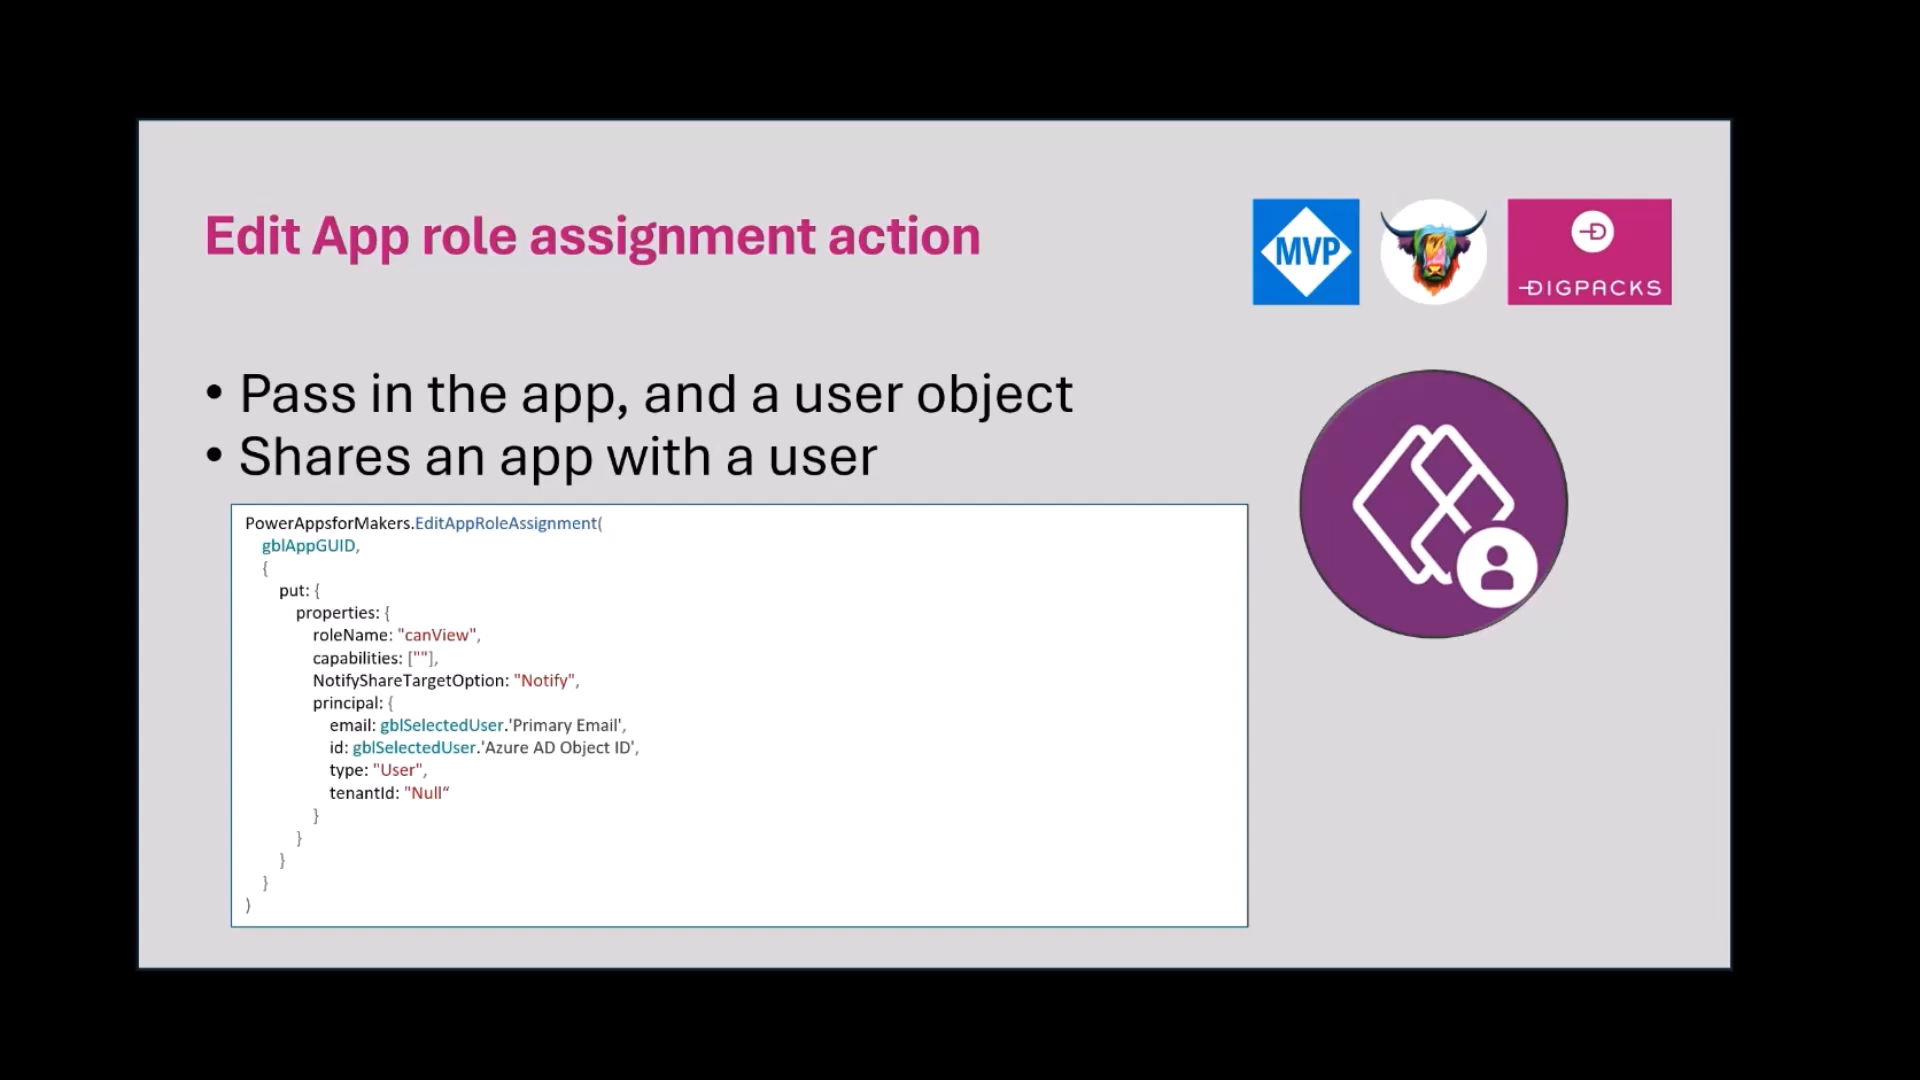 Edit App role assignment action
MVP
DIGPACKS
• Pass in the app, and a user object
• Shares an app with a user
PowerAppsforMakers.EditAppRoleAssignment(
gblAppGUID,
{
put: {
properties: {
roleName: "canView",
capabilities: [""],
NotifyShareTargetOption: "Notify",
principal: {
email: gblSelectedUser.'Primary Email',
id: gblSelectedUser.'Azure AD Object ID',
type: "User",
tenantId: "Null“
}
}
}
}
)